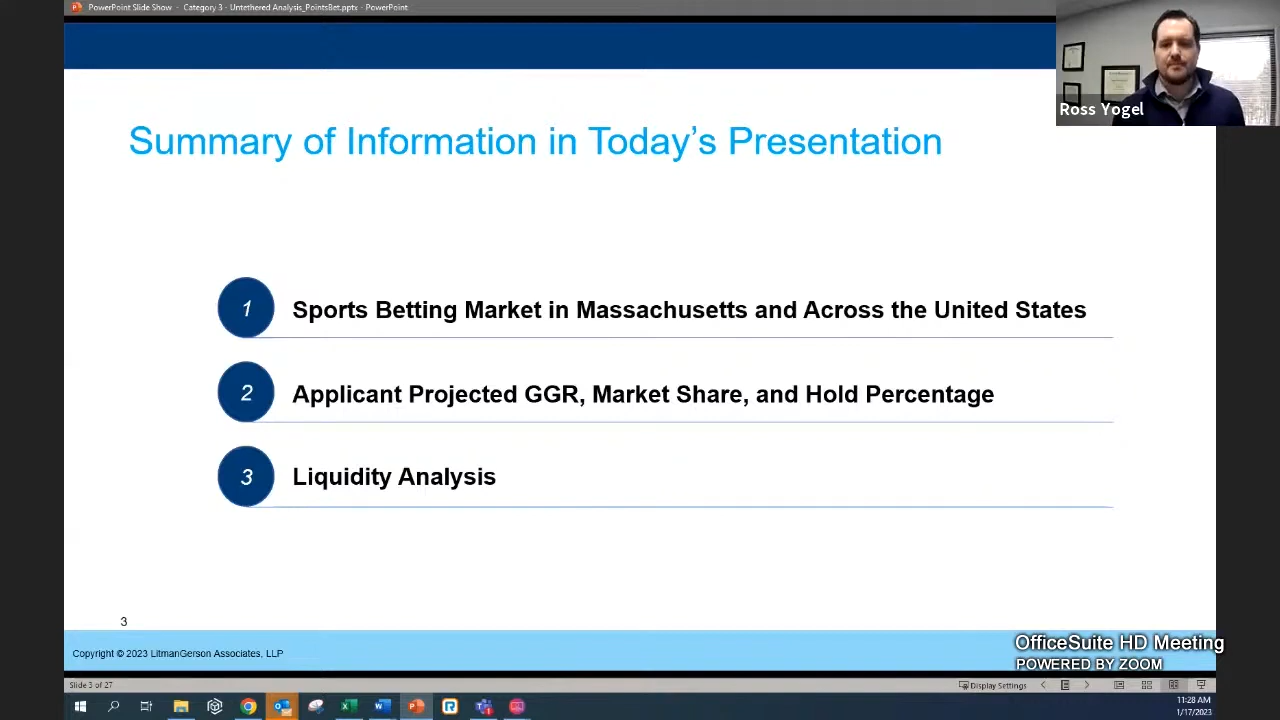 PowerPoint Slide Show - Category 3 - Untethered Analysis_PointsBet.pptx - PowerPoint
Ross Yogel
Summary of Information in Today's Presentation
1 Sports Betting Market in Massachusetts and Across the United States
2 Applicant Projected GGR, Market Share, and Hold Percentage
3 Liquidity Analysis
3
Copyright © 2023 LitmanGerson Associates, LLP
OfficeSuite HD Meeting
POWERED BY ZOOM
Slide 3 of 27
Display Settings
11:28 AM
1/17/2023